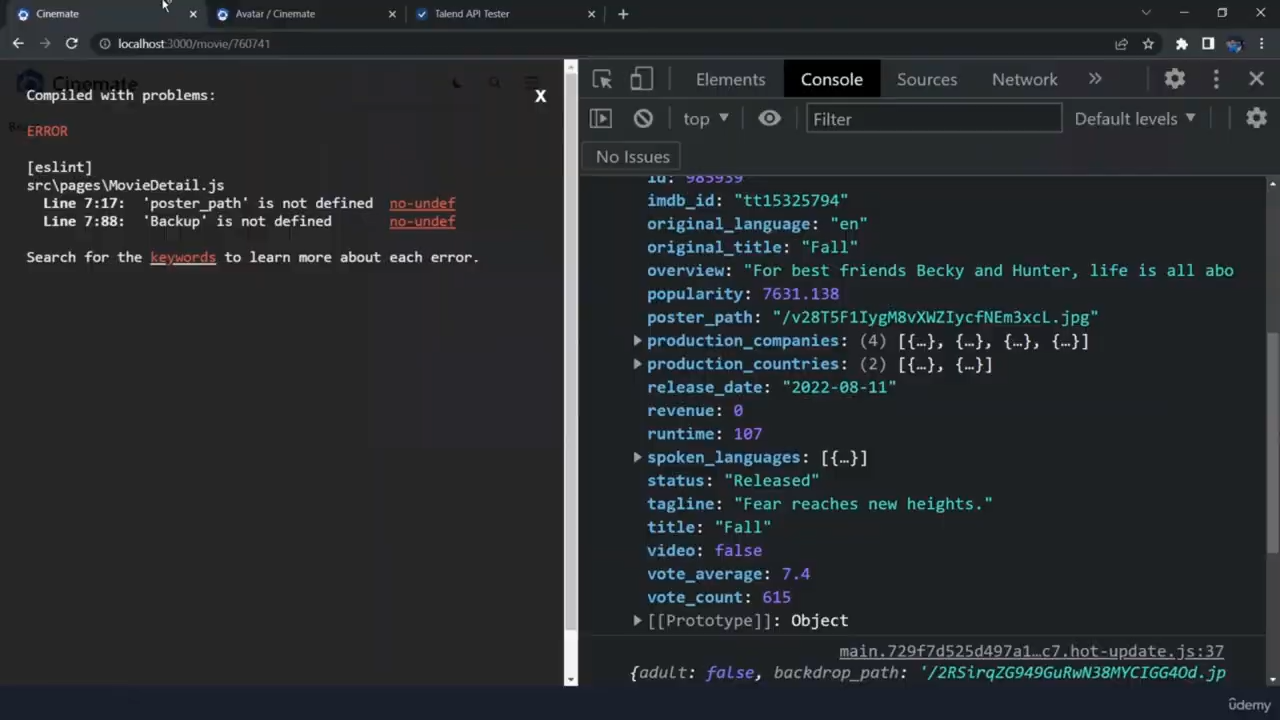 Cinemate
Avatar / Cinemate
Talend API Tester
localhost:3000/movie/760741
Cinemate
Compiled with problems:
X
ERROR
[eslint]
src\pages\MovieDetail.js
Line 7:17: 'poster_path' is not defined no-undef
Line 7:88: 'Backup' is not defined no-undef
Search for the keywords to learn more about each error.
Elements
Console
Sources
Network
top
Filter
Default levels
No Issues
id: 985939
imdb_id: "tt15325794"
original_language: "en"
original_title: "Fall"
overview: "For best friends Becky and Hunter, life is all abo
popularity: 7631.138
poster_path: "/v28T5F1IygM8vXWZIycfNEm3xcL.jpg"
production_companies: (4) [{…}, {…}, {…}, {…}]
production_countries: (2) [{…}, {…}]
release_date: "2022-08-11"
revenue: 0
runtime: 107
spoken_languages: [{…}]
status: "Released"
tagline: "Fear reaches new heights."
title: "Fall"
video: false
vote_average: 7.4
vote_count: 615
[[Prototype]]: Object
main.729f7d525d497a1…c7.hot-update.js:37
{adult: false, backdrop_path: '/2RSirqZG949GuRwN38MYCIGG4Od.jp
ûdemy